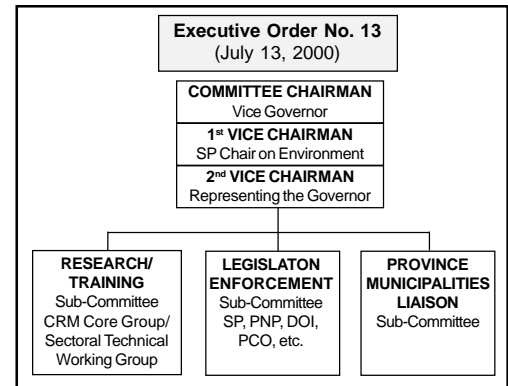 Executive Order No. 13
(July 13, 2000)
COMMITTEE CHAIRMAN
Vice Governor
1st VICE CHAIRMAN
SP Chair on Environment
2nd VICE CHAIRMAN
Representing the Governor
RESEARCH/
TRAINING
Sub-Committee
CRM Core Group/
Sectoral Technical
Working Group
LEGISLATON
ENFORCEMENT
Sub-Committee
SP, PNP, DOI,
PCO, etc.
PROVINCE
MUNICIPALITIES
LIAISON
Sub-Committee